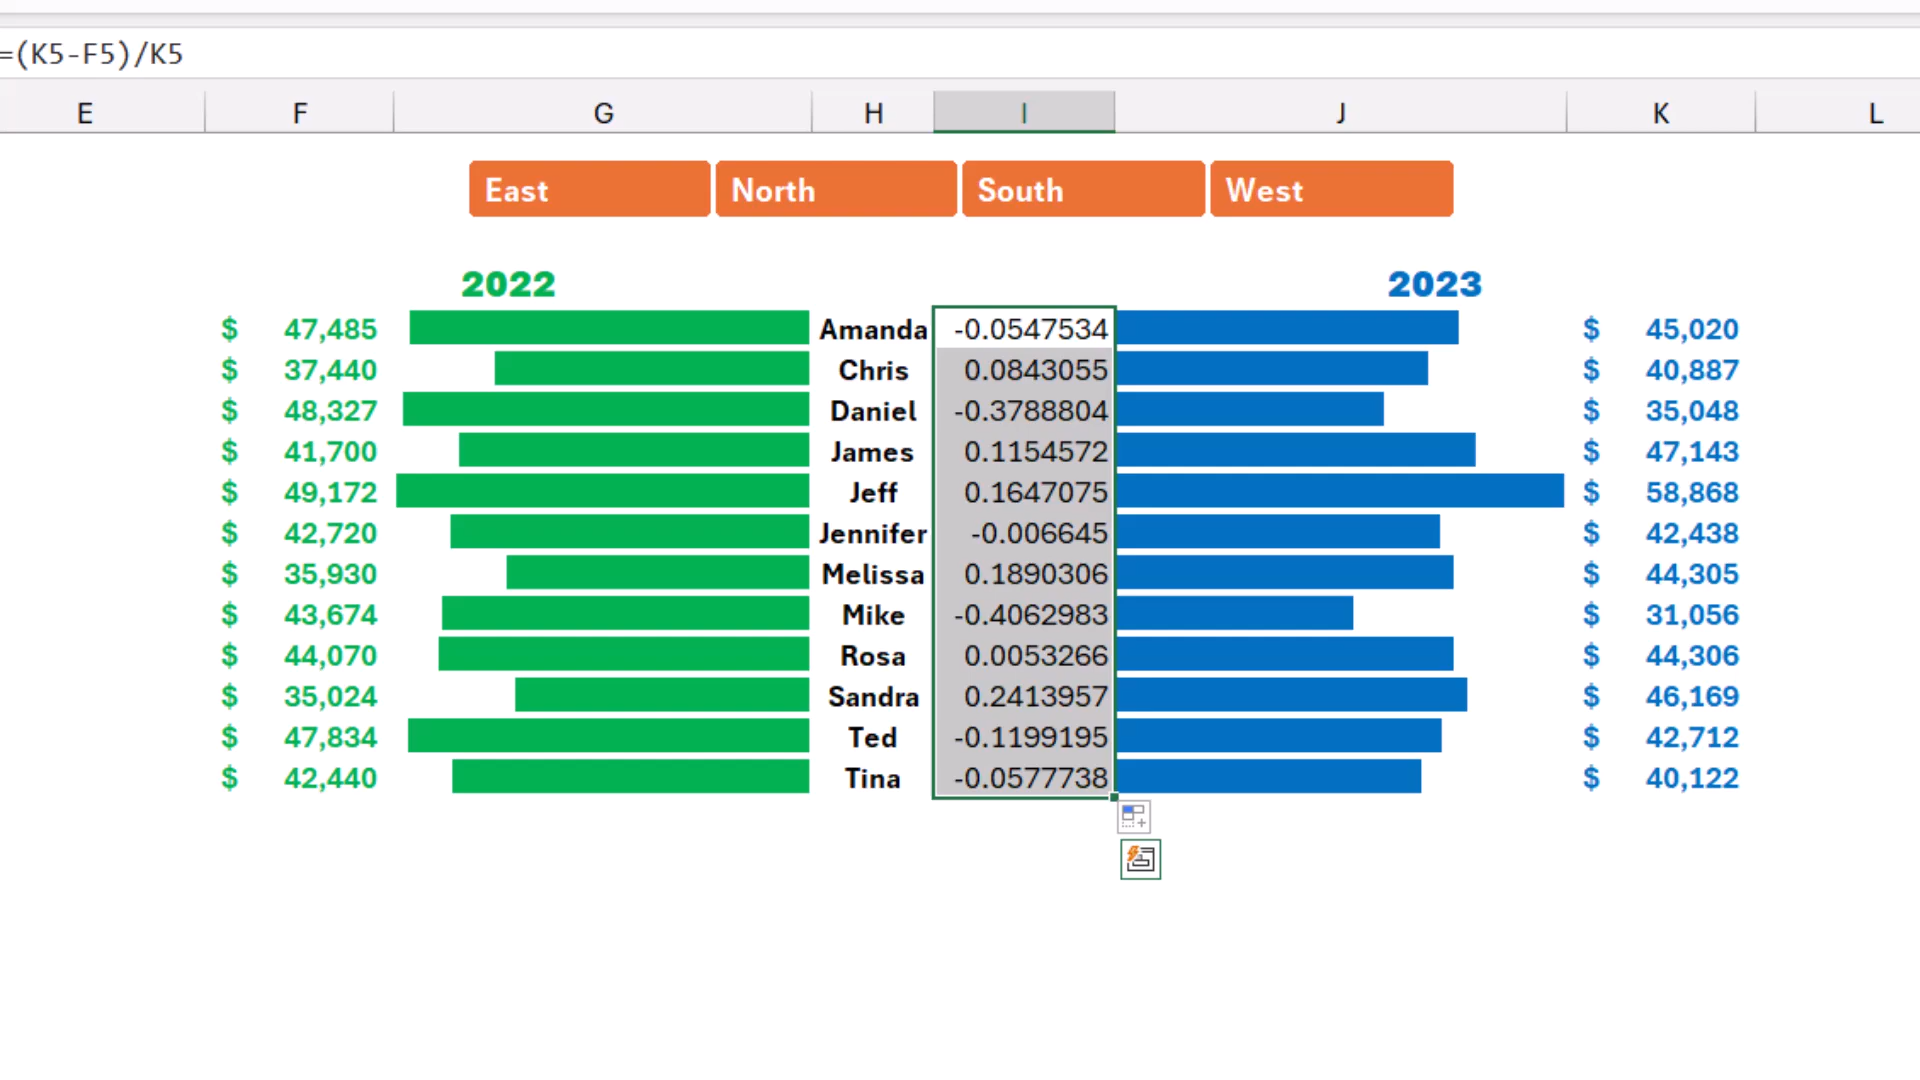 =(K5-F5)/K5
E F G H I J K L
East North South West
2022 2023
$ 47,485 Amanda -0.0547534 $ 45,020
$ 37,440 Chris 0.0843055 $ 40,887
$ 48,327 Daniel -0.3788804 $ 35,048
$ 41,700 James 0.1154572 $ 47,143
$ 49,172 Jeff 0.1647075 $ 58,868
$ 42,720 Jennifer -0.006645 $ 42,438
$ 35,930 Melissa 0.1890306 $ 44,305
$ 43,674 Mike -0.4062983 $ 31,056
$ 44,070 Rosa 0.0053266 $ 44,306
$ 35,024 Sandra 0.2413957 $ 46,169
$ 47,834 Ted -0.1199195 $ 42,712
$ 42,440 Tina -0.0577738 $ 40,122